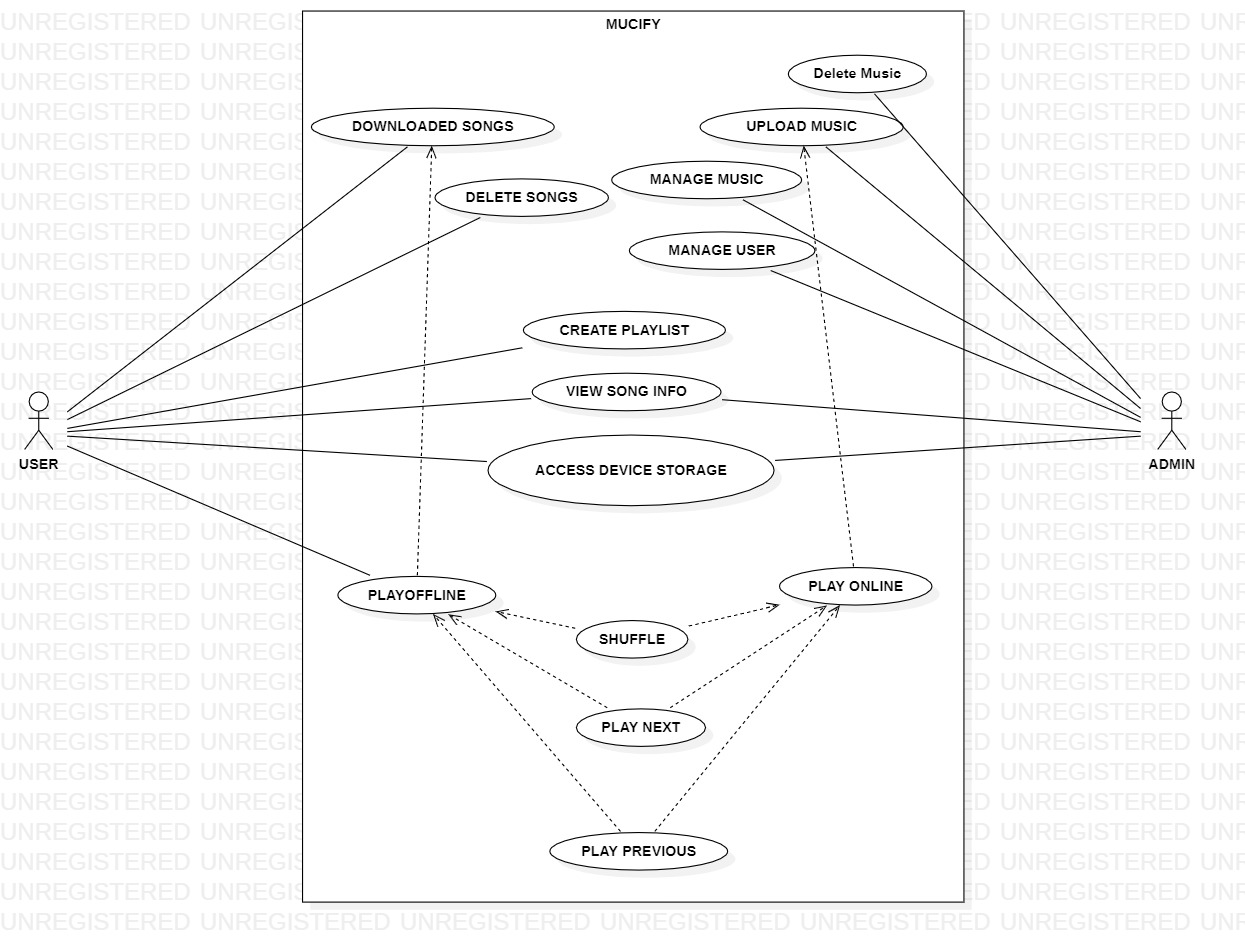 MUCIFY
Delete Music
DOWNLOADED SONGS
UPLOAD MUSIC
MANAGE MUSIC
DELETE SONGS
MANAGE USER
CREATE PLAYLIST
VIEW SONG INFO
USER
ADMIN
ACCESS DEVICE STORAGE
PLAY ONLINE
PLAYOFFLINE
SHUFFLE
PLAY NEXT
PLAY PREVIOUS
UNREGISTERED UNREGISTERED UNREGISTERED UNREGISTERED UNREGISTERED UNREGISTERED UNR